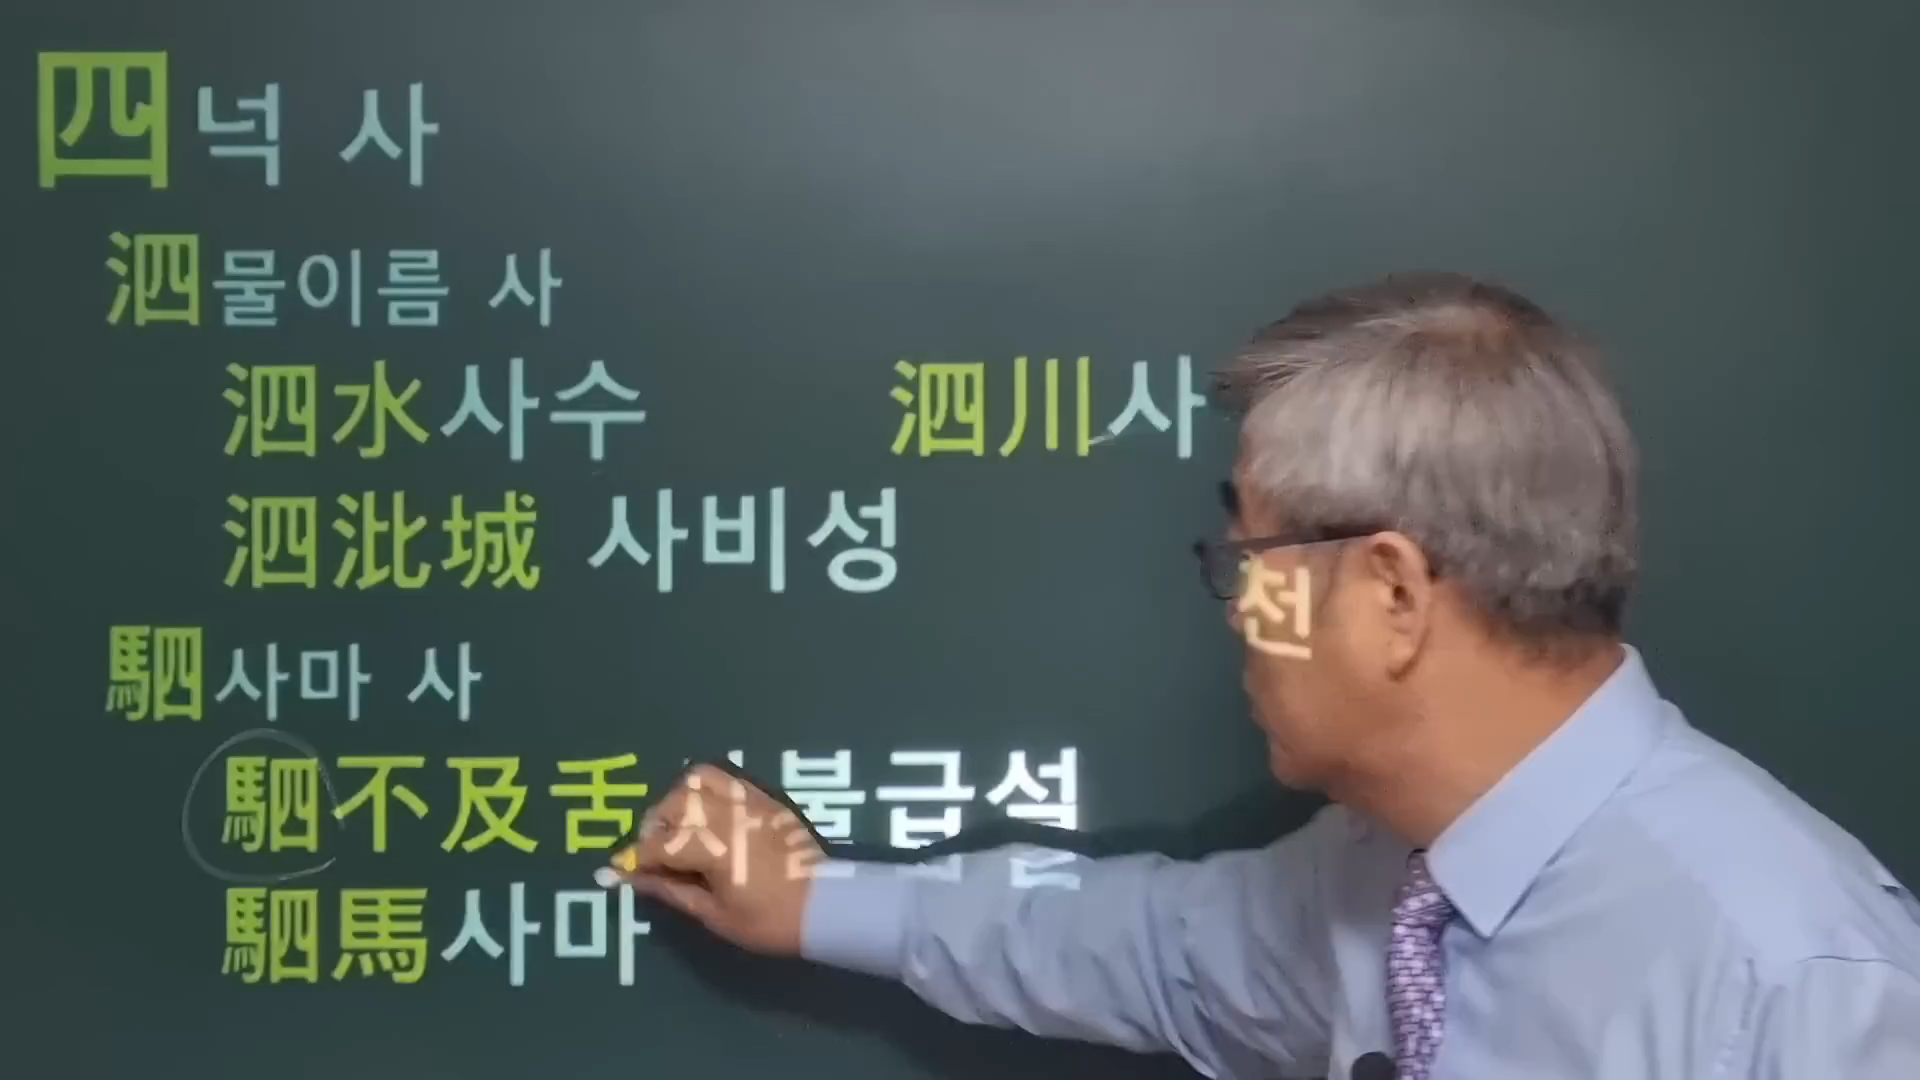 四 넉 사
泗 물이름 사
泗水사수 泗川사천
泗沘城 사비성
駟 사마 사
駟不及舌 사불급설
駟馬사마